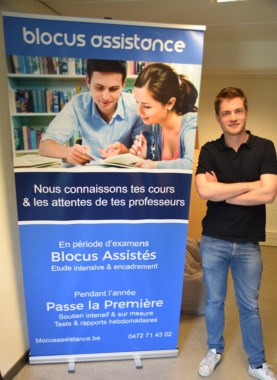 blocus assistance
Nous connaissons tes cours
& les attentes de tes professeurs
En période d'examens
Blocus Assistés
Etude intensive & encadrement
Pendant l'année
Passe la Première
Soutien intensif & sur mesure
Tests & rapports hebdomadaires
blocusassistance.be 0472 71 43 02